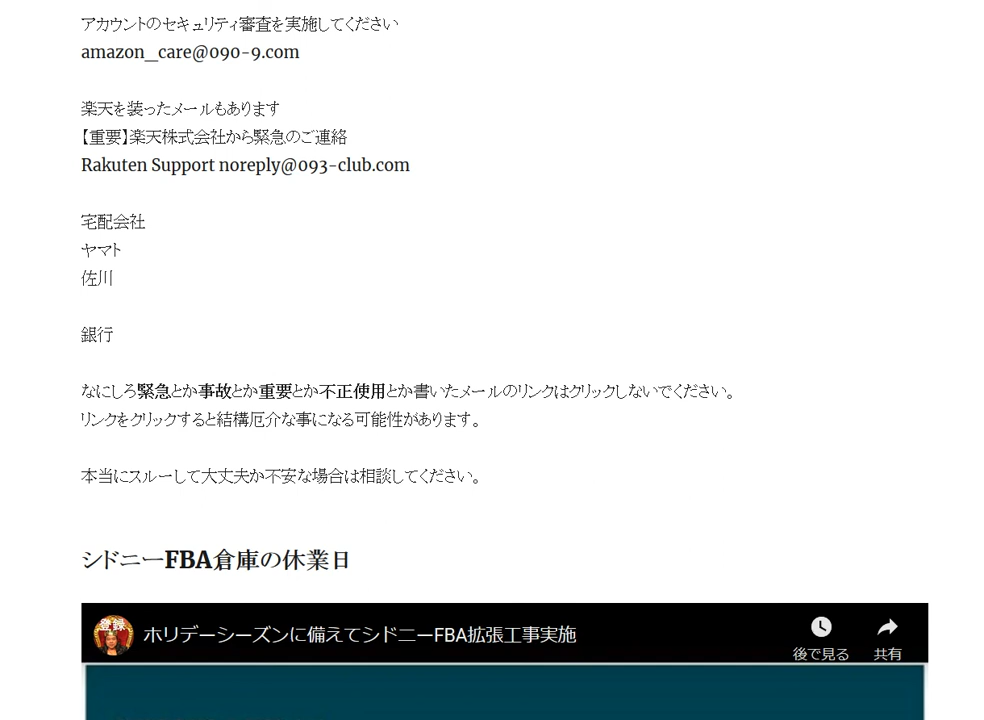 アカウントのセキュリティ審査を実施してください
amazon_care@090-9.com
楽天を装ったメールもあります
【重要】楽天株式会社から緊急のご連絡
Rakuten Support noreply@093-club.com
宅配会社
ヤマト
佐川
銀行
なにしろ緊急とか事故とか重要とか不正使用とか書いたメールのリンクはクリックしないでください。
リンクをクリックすると結構厄介な事になる可能性があります。
本当にスルーして大丈夫か不安な場合は相談してください。
シドニーFBA倉庫の休業日
登録
ホリデーシーズンに備えてシドニーFBA拡張工事実施
後で見る
共有